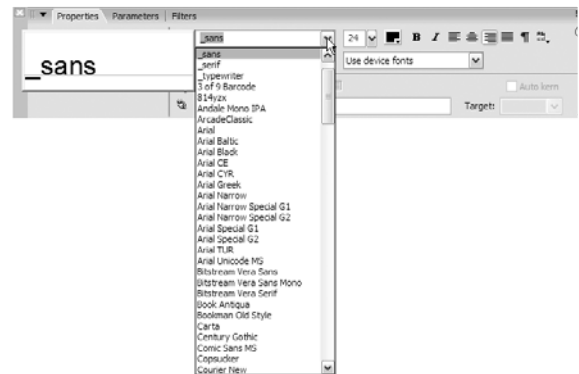 Properties Parameters Filters
_sans 24 B I ¶
_sans Use device fonts
Auto kern
Target:
_sans
_serif
_typewriter
3 of 9 Barcode
814yzx
Andale Mono IPA
ArcadeClassic
Arial
Arial Baltic
Arial Black
Arial CE
Arial CYR
Arial Greek
Arial Narrow
Arial Narrow Special G1
Arial Narrow Special G2
Arial Special G1
Arial Special G2
Arial TUR
Arial Unicode MS
Bitstream Vera Sans
Bitstream Vera Sans Mono
Bitstream Vera Serif
Book Antiqua
Bookman Old Style
Carta
Century Gothic
Comic Sans MS
Copsucker
Courier New